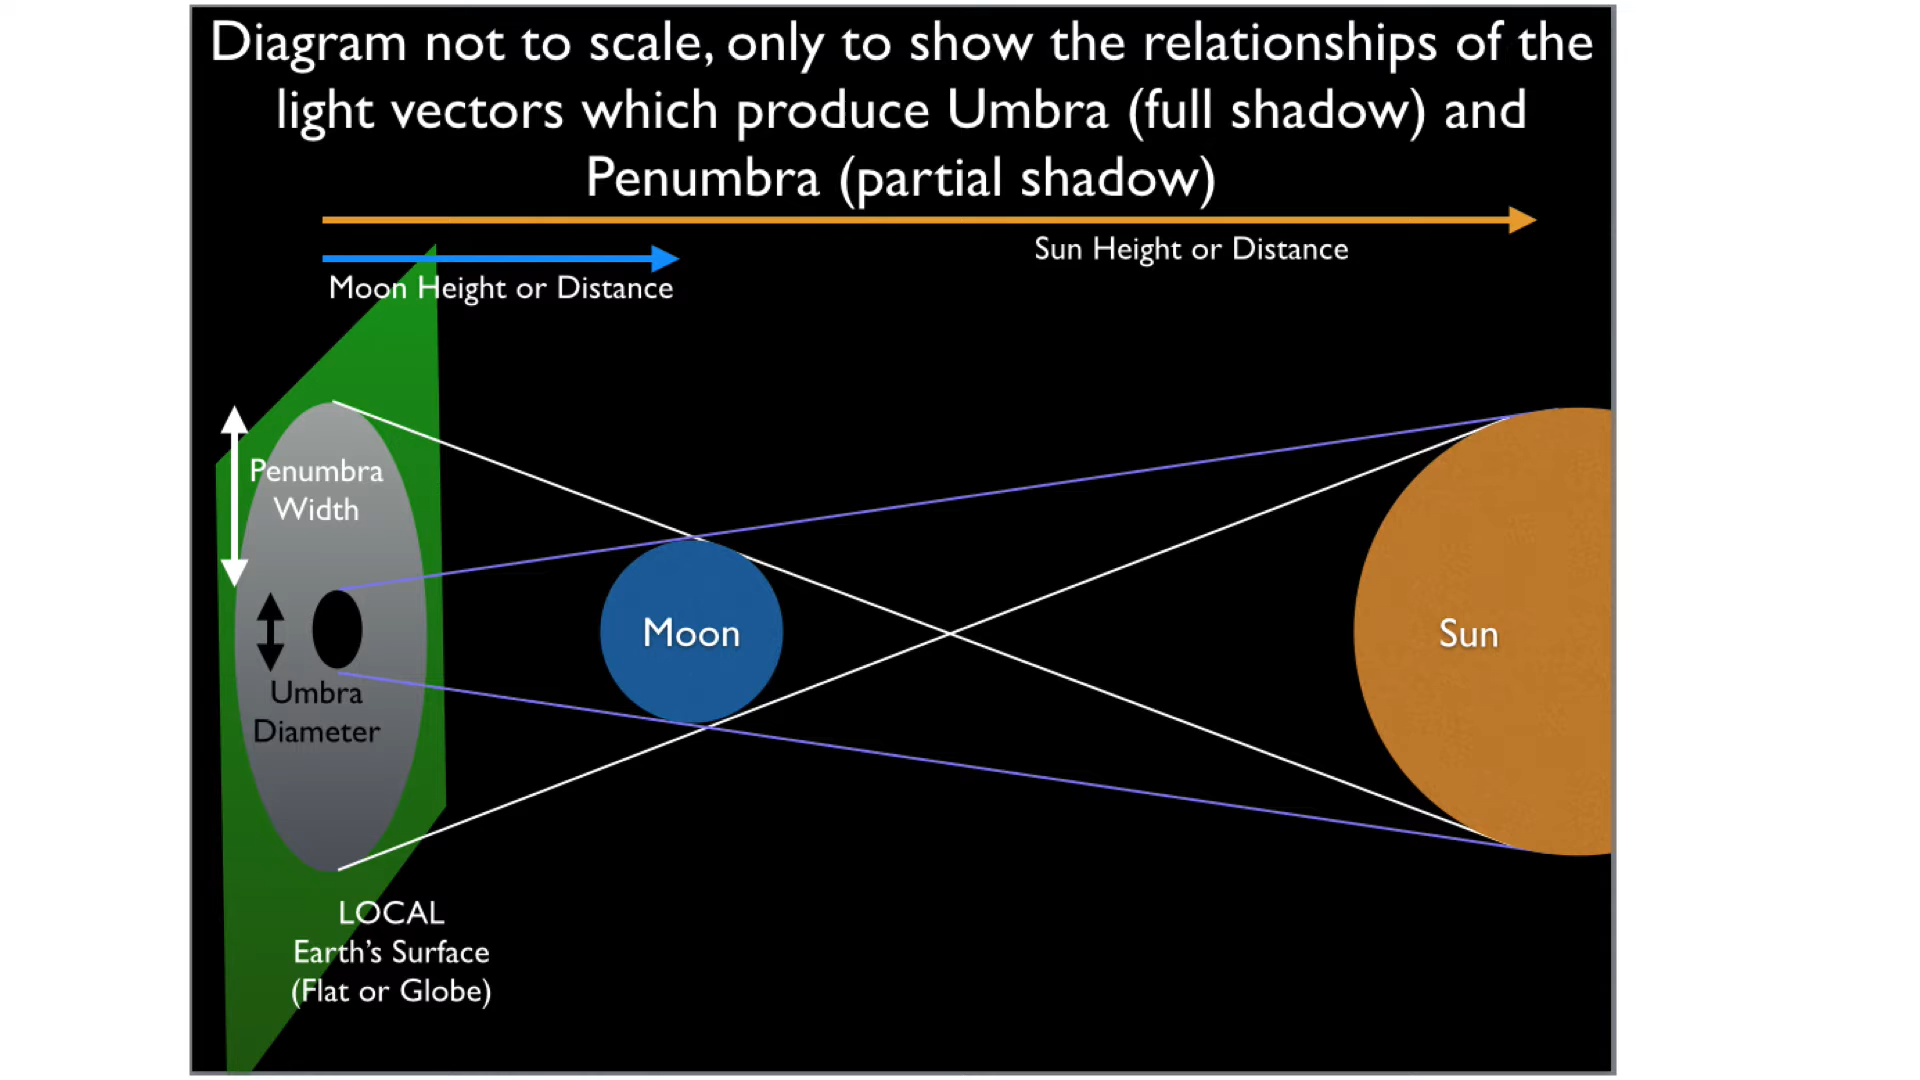 Diagram not to scale, only to show the relationships of the
light vectors which produce Umbra (full shadow) and
Penumbra (partial shadow)
Sun Height or Distance
Moon Height or Distance
Penumbra
Width
Moon
Sun
Umbra
Diameter
LOCAL
Earth's Surface
(Flat or Globe)